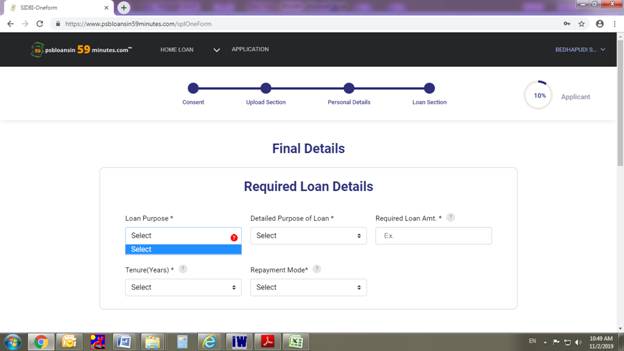 SIDBI-OneForm
https://www.psbloansin59minutes.com/splOneForm
psbloansin 59 minutes.com
HOME LOAN
APPLICATION
BEDHAPUDI S...
Consent
Upload Section
Personal Details
Loan Section
10%
Applicant
Final Details
Required Loan Details
Loan Purpose *
Detailed Purpose of Loan *
Required Loan Amt. * ?
Select
Select
Ex.
Select
Tenure(Years) * ?
Repayment Mode* ?
Select
Select
EN
10:49 AM
11/2/2019